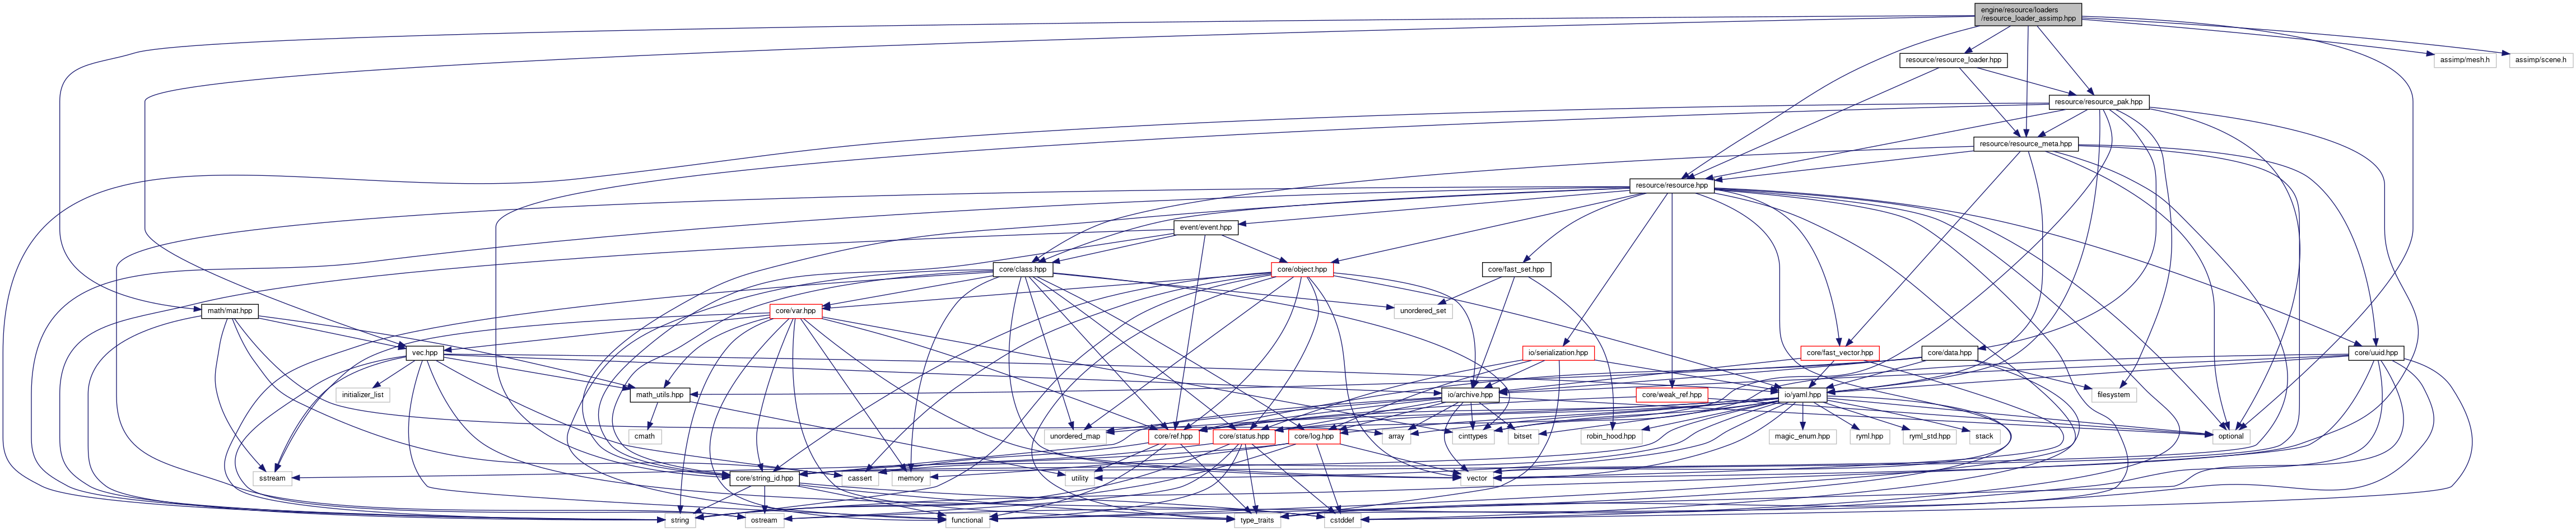 engine/resource/loaders
/resource_loader_assimp.hpp
resource/resource_loader.hpp
assimp/mesh.h
assimp/scene.h
resource/resource_pak.hpp
resource/resource_meta.hpp
resource/resource.hpp
event/event.hpp
core/class.hpp
core/object.hpp
core/fast_set.hpp
math/mat.hpp
core/var.hpp
unordered_set
vec.hpp
io/serialization.hpp
core/fast_vector.hpp
core/data.hpp
core/uuid.hpp
initializer_list
math_utils.hpp
io/archive.hpp
core/weak_ref.hpp
io/yaml.hpp
filesystem
cmath
unordered_map
core/ref.hpp
core/status.hpp
core/log.hpp
array
cinttypes
bitset
robin_hood.hpp
magic_enum.hpp
ryml.hpp
ryml_std.hpp
stack
optional
sstream
core/string_id.hpp
cassert
memory
utility
vector
string
ostream
functional
type_traits
cstddef